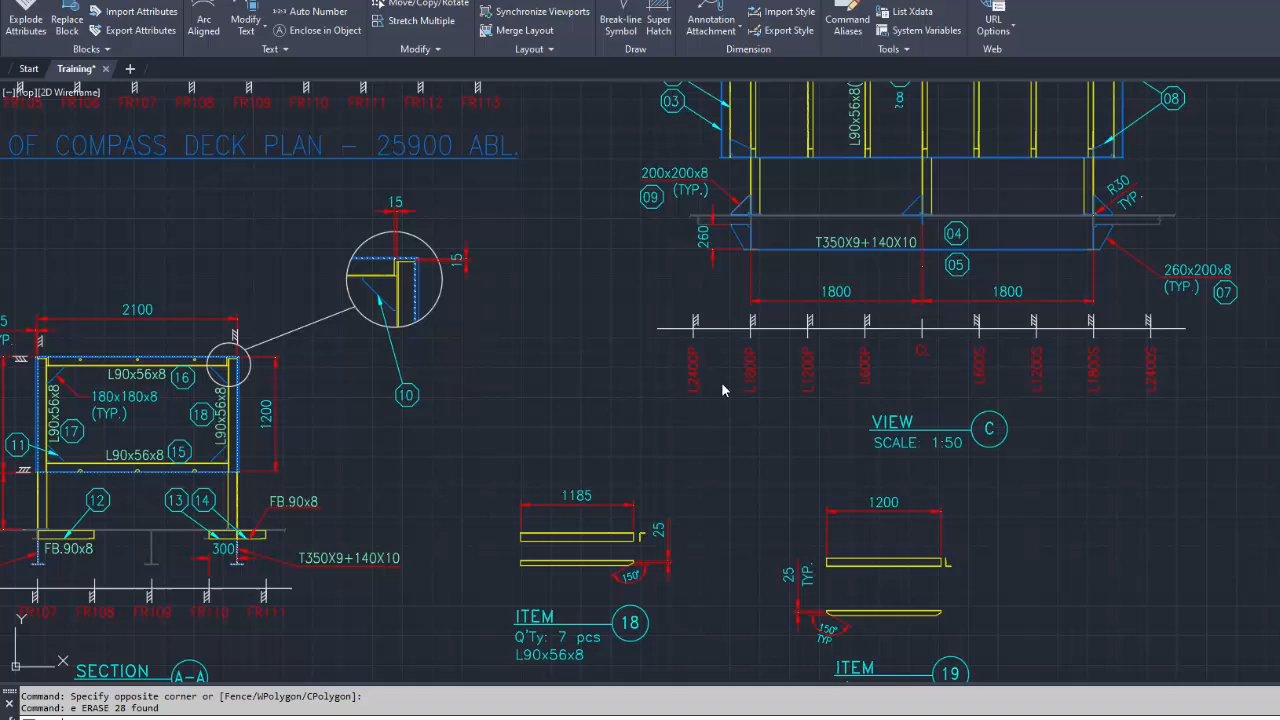 Explode Attributes
Replace Block
Import Attributes
Export Attributes
Blocks
Arc Aligned
Modify Text
Auto Number
Enclose in Object
Text
Move/Copy/Rotate
Stretch Multiple
Modify
Synchronize Viewports
Merge Layout
Layout
Break-line Symbol
Super Hatch
Draw
Annotation Attachment
Import Style
Export Style
Dimension
Command Aliases
List Xdata
System Variables
Tools
URL Options
Web
Start
Training*
[−][Top][2D Wireframe]
FR105 FR106 FR107 FR108 FR109 FR110 FR111 FR112 FR113
OF COMPASS DECK PLAN - 25900 ABL.
03
L90x56x8
08
200x200x8
(TYP.)
09
R30
TYP.
260
T350X9+140X10
04
05
260x200x8
(TYP.)
07
1800
1800
L2400P L1800P L1200P L600P L600S L1200S L1800S L2400S
VIEW C
SCALE: 1:50
15
15
10
2100
L90x56x8
16
180x180x8
(TYP.)
L90x56x8
17
18
L90x56x8
1200
11
L90x56x8
15
12
13
14
FB.90x8
FB.90x8
300
T350X9+140X10
FR107 FR108 FR109 FR110 FR111
Y
X
SECTION A-A
1185
25
150°
ITEM 18
Q'Ty: 7 pcs
L90x56x8
1200
25
TYP.
150°
TYP
ITEM 19
Command: Specify opposite corner or [Fence/WPolygon/CPolygon]:
Command: e ERASE 28 found